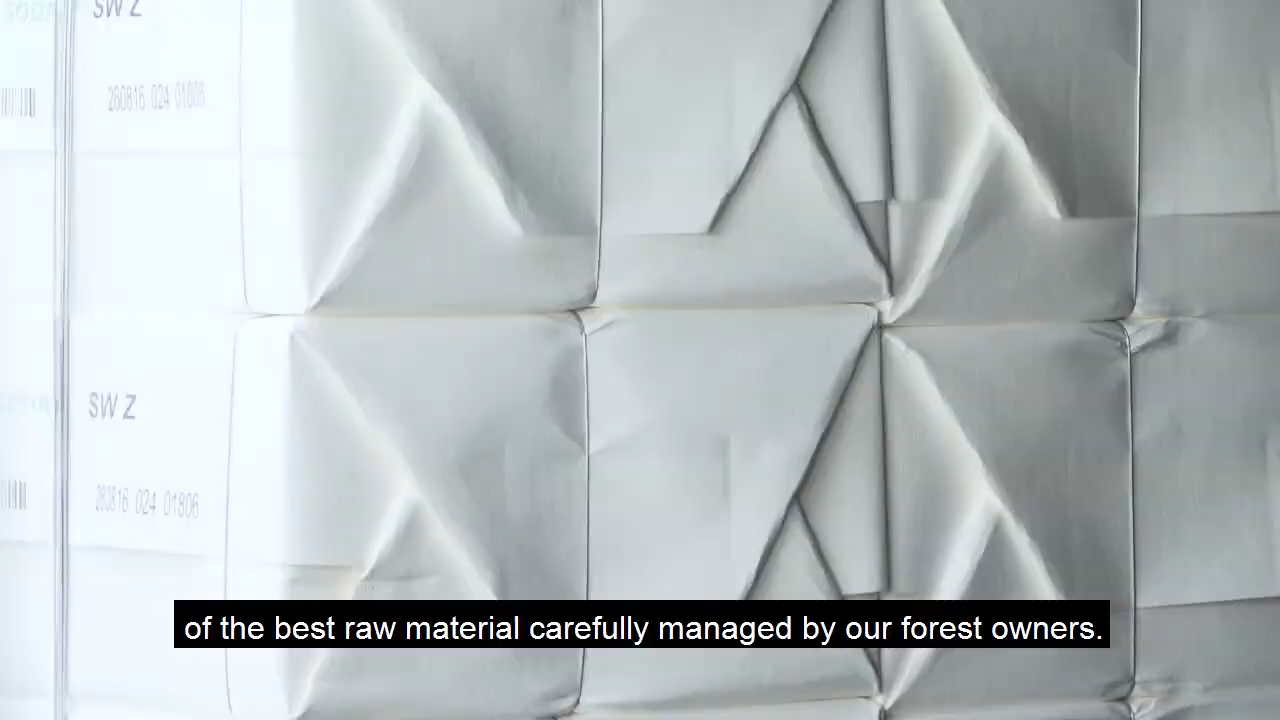 SW Z
260816 024 01806
SW Z
260816 024 01806
of the best raw material carefully managed by our forest owners.